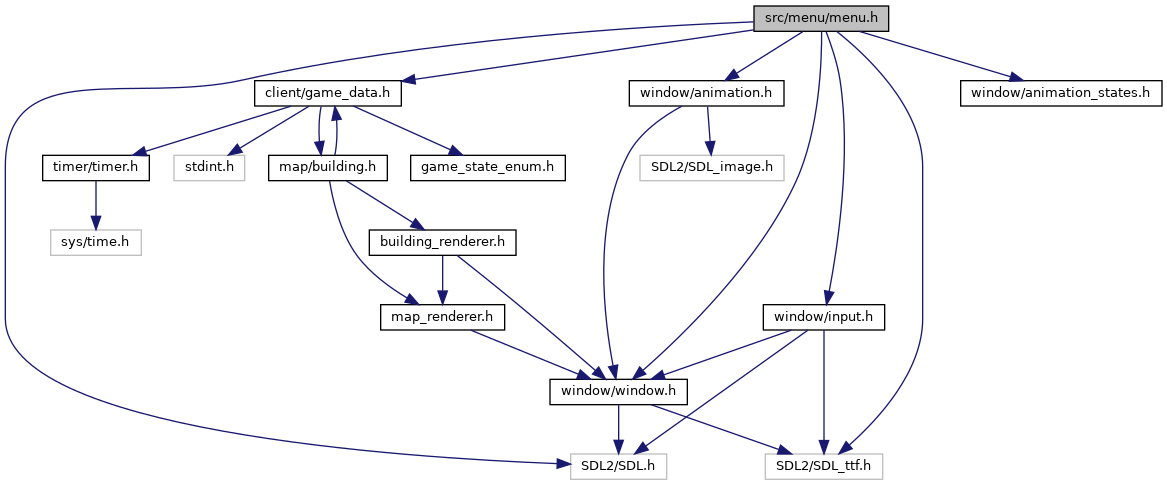 src/menu/menu.h
client/game_data.h
window/animation.h
window/animation_states.h
timer/timer.h
stdint.h
map/building.h
game_state_enum.h
SDL2/SDL_image.h
sys/time.h
building_renderer.h
map_renderer.h
window/input.h
window/window.h
SDL2/SDL.h
SDL2/SDL_ttf.h